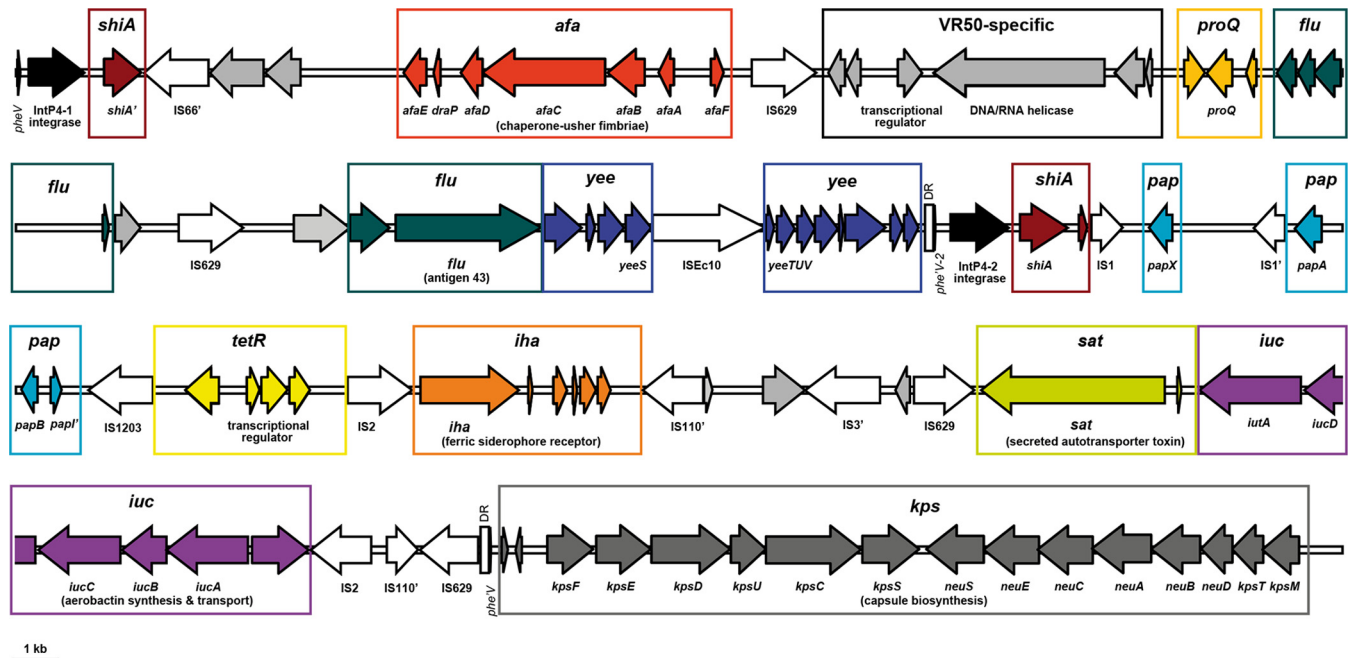 shiA afa VR50-specific proQ flu
pheV IntP4-1 integrase shiA' IS66' afaE draP afaD afaC afaB afaA afaF IS629 transcriptional regulator DNA/RNA helicase proQ
(chaperone-usher fimbriae)
flu flu yee yee DR shiA pap pap
IS629 flu yeeS ISEc10 yeeTUV phe'V-2 IntP4-2 integrase shiA IS1 papX IS1' papA
(antigen 43)
pap tetR iha sat iuc
papB papI' IS1203 transcriptional regulator IS2 iha IS110' IS3' IS629 sat iutA iucD
(ferric siderophore receptor) (secreted autotransporter toxin)
iuc DR kps
iucC iucB iucA IS2 IS110' IS629 phe'V kpsF kpsE kpsD kpsU kpsC kpsS neuS neuE neuC neuA neuB neuD kpsT kpsM
(aerobactin synthesis & transport) (capsule biosynthesis)
1 kb